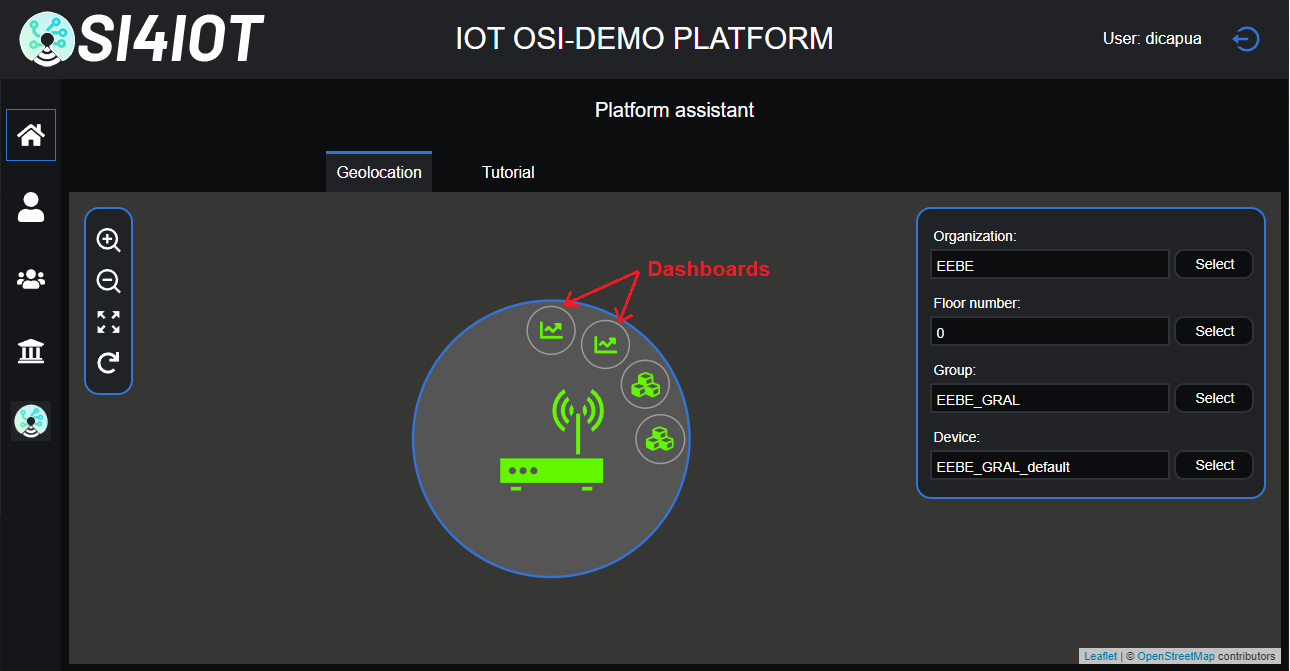 SI4IOT
IOT OSI-DEMO PLATFORM
User: dicapua
Platform assistant
Geolocation
Tutorial
Dashboards
Organization:
EEBE
Select
Floor number:
0
Select
Group:
EEBE_GRAL
Select
Device:
EEBE_GRAL_default
Select
Leaflet | © OpenStreetMap contributors